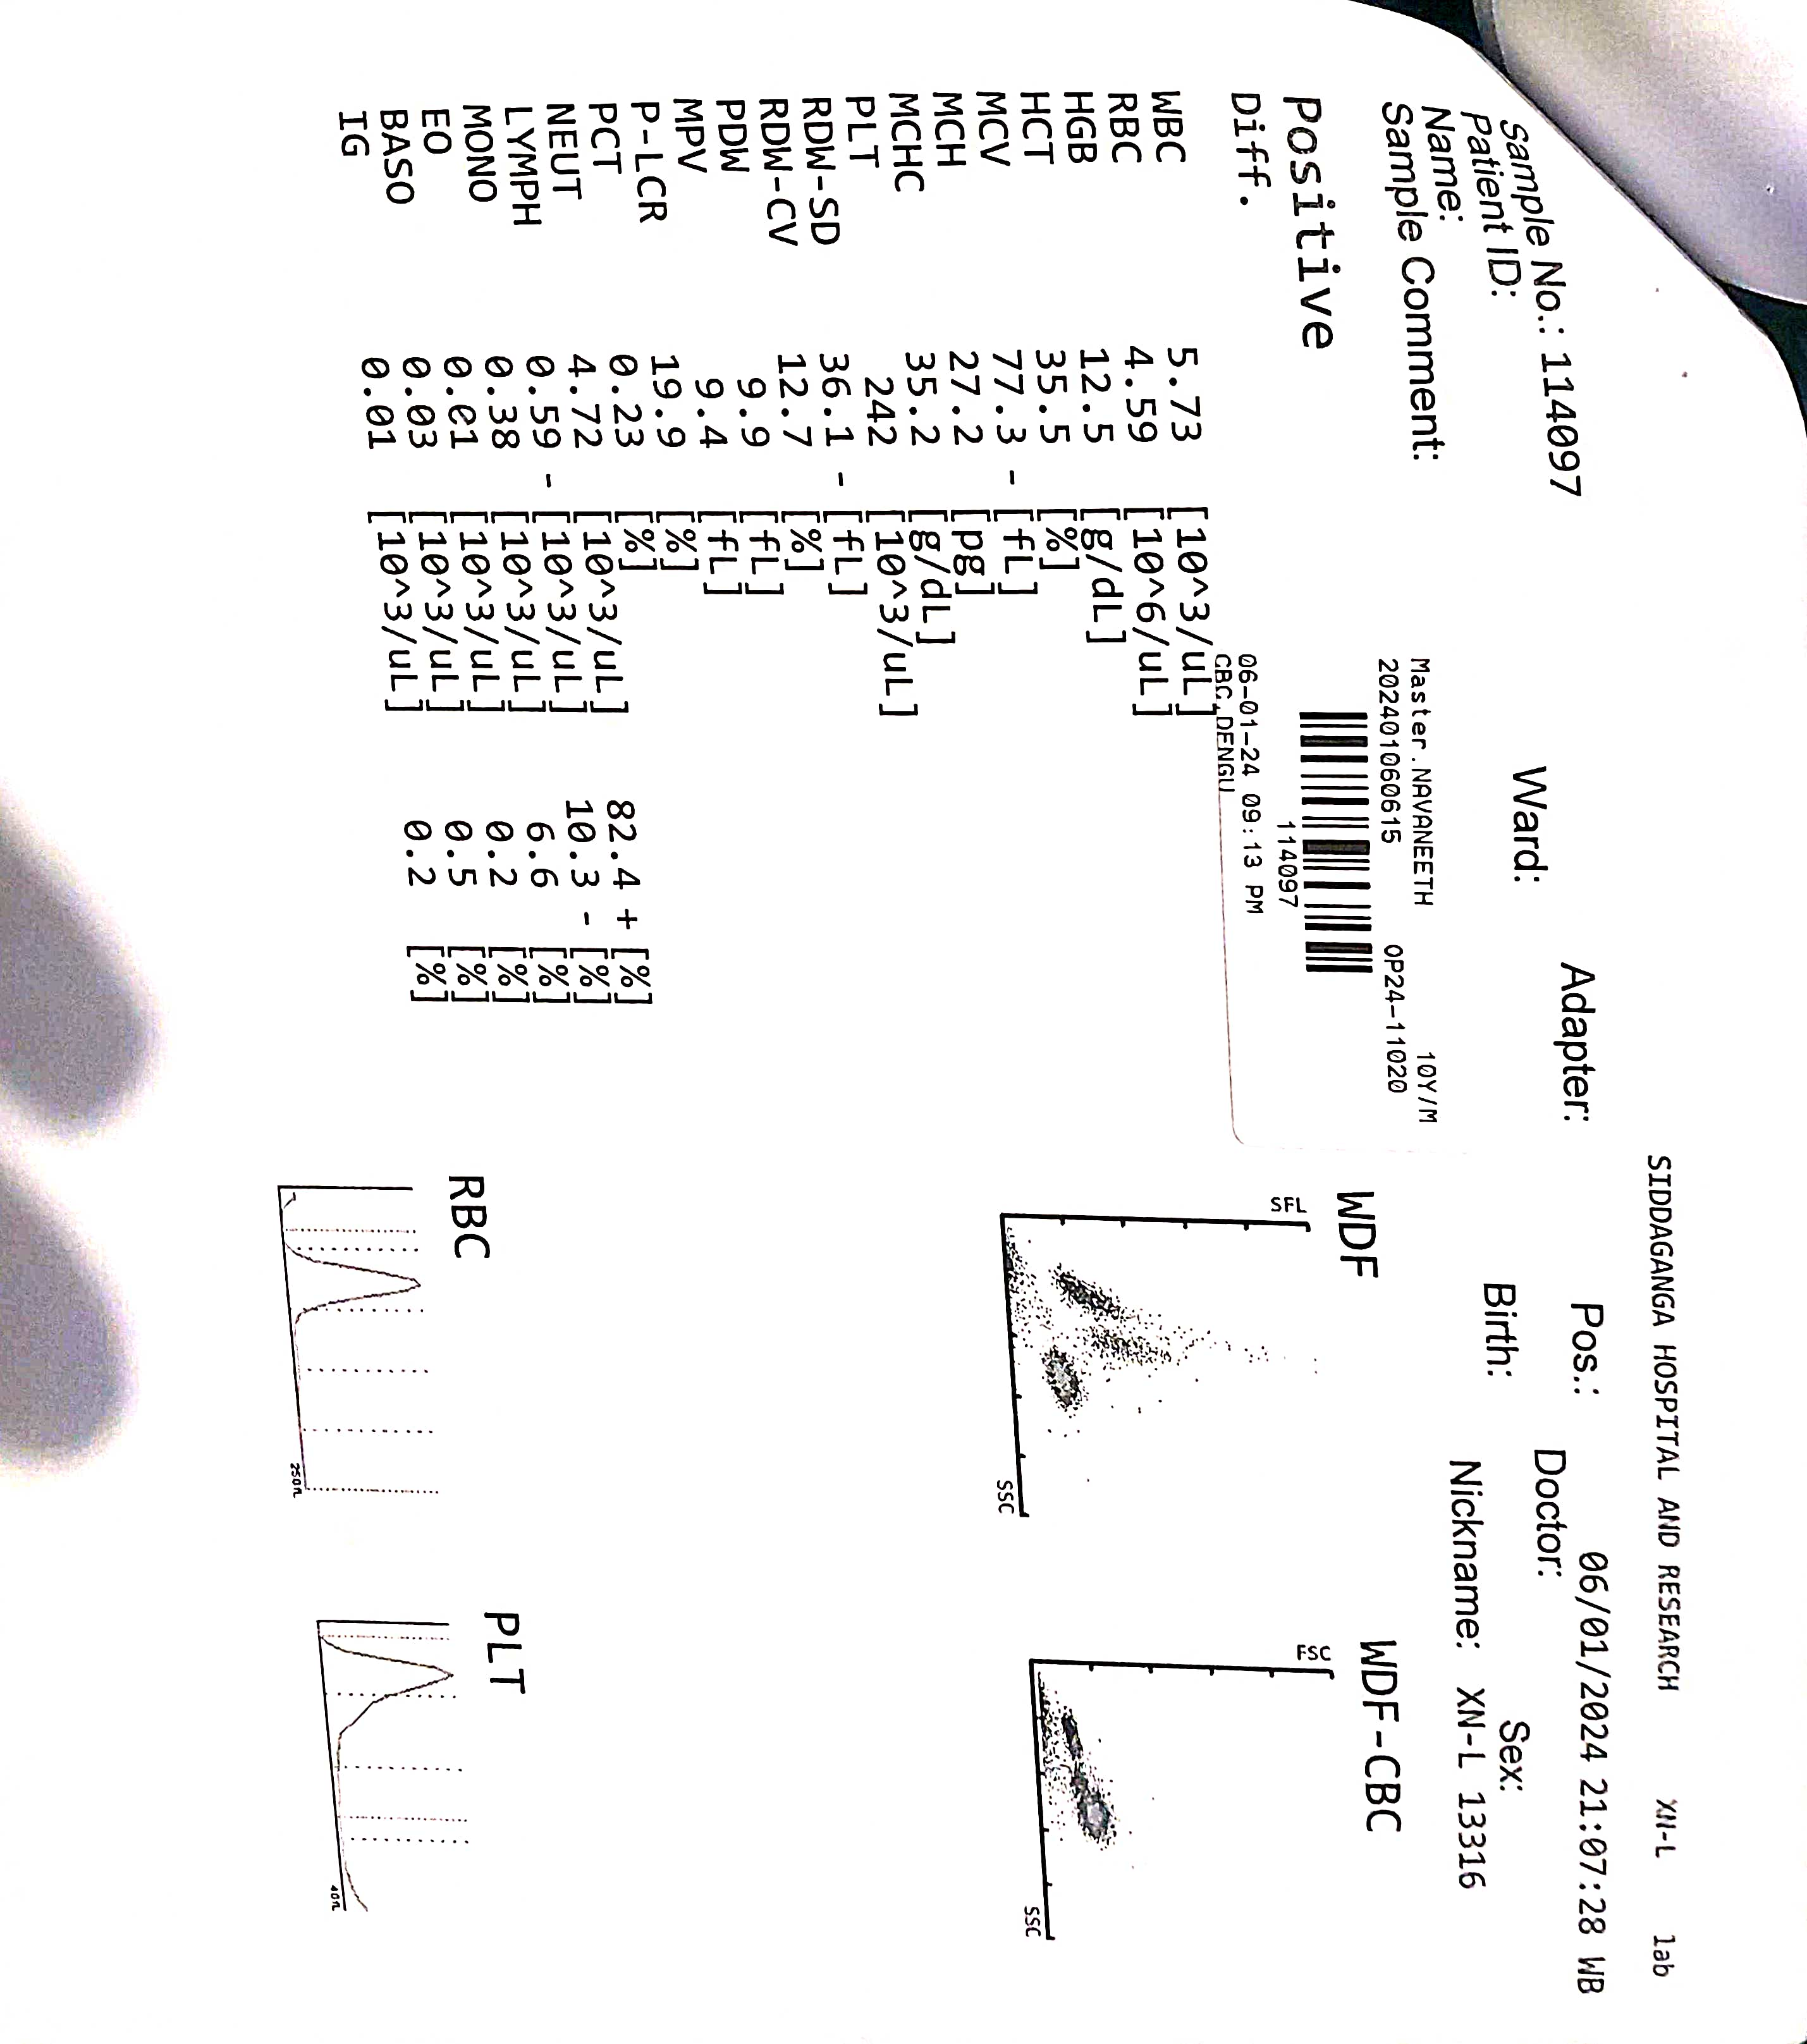 SIDDAGANGA HOSPITAL AND RESEARCH XN-L lab
Sample No.: 114097 Adapter: Pos.: 06/01/2024 21:07:28 WB
Patient ID: Ward: Doctor:
Name: Birth: Sex:
Sample Comment: Nickname: XN-L 13316
Master.NAVANEETH 10Y/M
20240106061​5 OP24-11020
114097
06-01-24 09:13 PM
CBC,DENGU
Positive
Diff.
WBC 5.73 [10^3/uL]
RBC 4.59 [10^6/uL]
HGB 12.5 [g/dL]
HCT 35.5 [%]
MCV 77.3 - [fL]
MCH 27.2 [pg]
MCHC 35.2 [g/dL]
PLT 242 [10^3/uL]
RDW-SD 36.1 - [fL]
RDW-CV 12.7 [%]
PDW 9.9 [fL]
MPV 9.4 [fL]
P-LCR 19.9 [%]
PCT 0.23 [%]
NEUT 4.72 [10^3/uL] 82.4 + [%]
LYMPH 0.59 - [10^3/uL] 10.3 - [%]
MONO 0.38 [10^3/uL] 6.6 [%]
EO 0.01 [10^3/uL] 0.2 [%]
BASO 0.03 [10^3/uL] 0.5 [%]
IG 0.01 [10^3/uL] 0.2 [%]
WDF
SFL
SSC
WDF-CBC
FSC
SSC
RBC
250fL
PLT
40fL